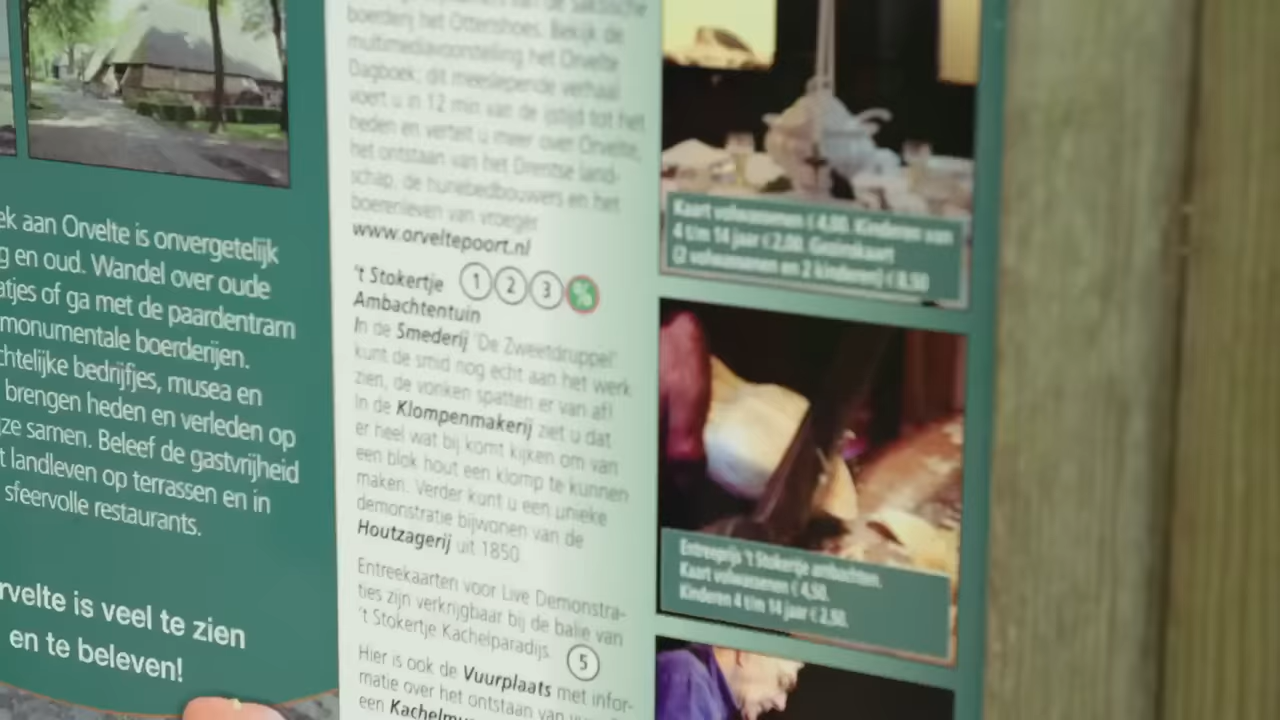 ek aan Orvelte is onvergetelijk
g en oud. Wandel over oude
atjes of ga met de paardentram
monumentale boerderijen.
chtelijke bedrijfjes, musea en
brengen heden en verleden op
ze samen. Beleef de gastvrijheid
t landleven op terrassen en in
sfeervolle restaurants.
rvelte is veel te zien
en te beleven!
van de Saksische
boerderij het Ottenshoes. Bekijk de
multimediavoorstelling het Orvelte
Dagboek; dit meeslepende verhaal
voert u in 12 min van de ijstijd tot het
heden en vertelt u meer over Orvelte,
het ontstaan van het Drentse land-
schap, de hunebedbouwers en het
boerenleven van vroeger.
www.orveltepoort.nl
't Stokertje 1 2 3 %
Ambachtentuin
In de Smederij 'De Zweetdruppel'
kunt de smid nog echt aan het werk
zien, de vonken spatten er van af!
In de Klompenmakerij ziet u dat
er heel wat bij komt kijken om van
een blok hout een klomp te kunnen
maken. Verder kunt u een unieke
demonstratie bijwonen van de
Houtzagerij uit 1850.
Entreekaarten voor Live Demonstra-
ties zijn verkrijgbaar bij de balie van
't Stokertje Kachelparadijs. 5
Hier is ook de Vuurplaats met infor-
matie over het ontstaan van
een Kachelmu
Kaart volwassenen € 4,00. Kinderen van
4 t/m 14 jaar € 2,00. Gezinskaart
(2 volwassenen en 2 kinderen) € 8,50
Entreeprijs 't Stokertje ambachten.
Kaart volwassenen € 4,50.
Kinderen 4 t/m 14 jaar € 2,50.